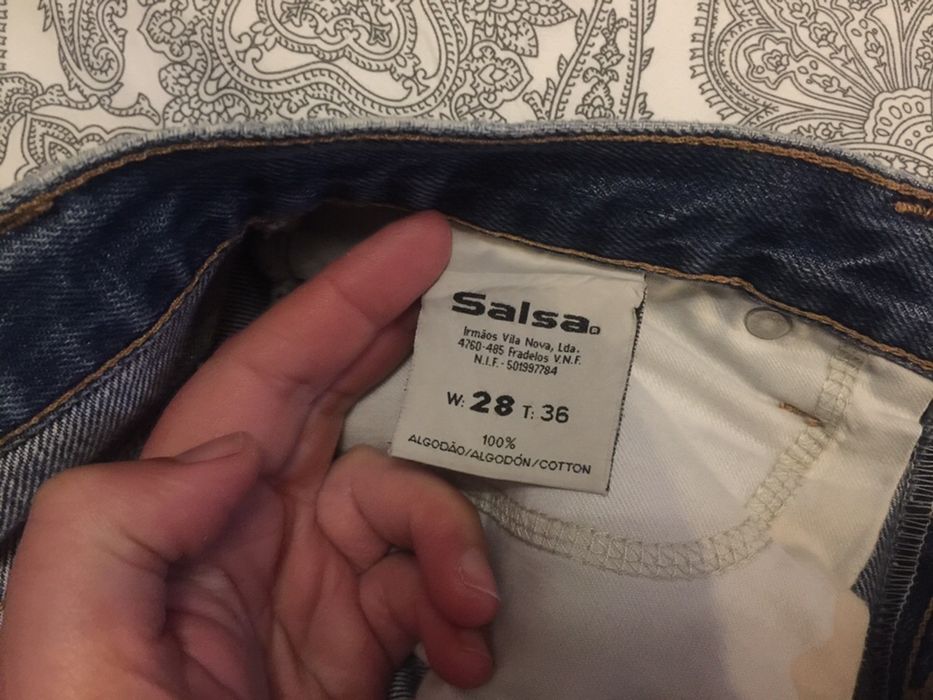 Salsa®
Irmãos Vila Nova, Lda.
4760-485 Fradelos V.N.F.
N.I.F.- 501997784
W: 28 T: 36
100%
ALGODÃO/ALGODÓN/COTTON